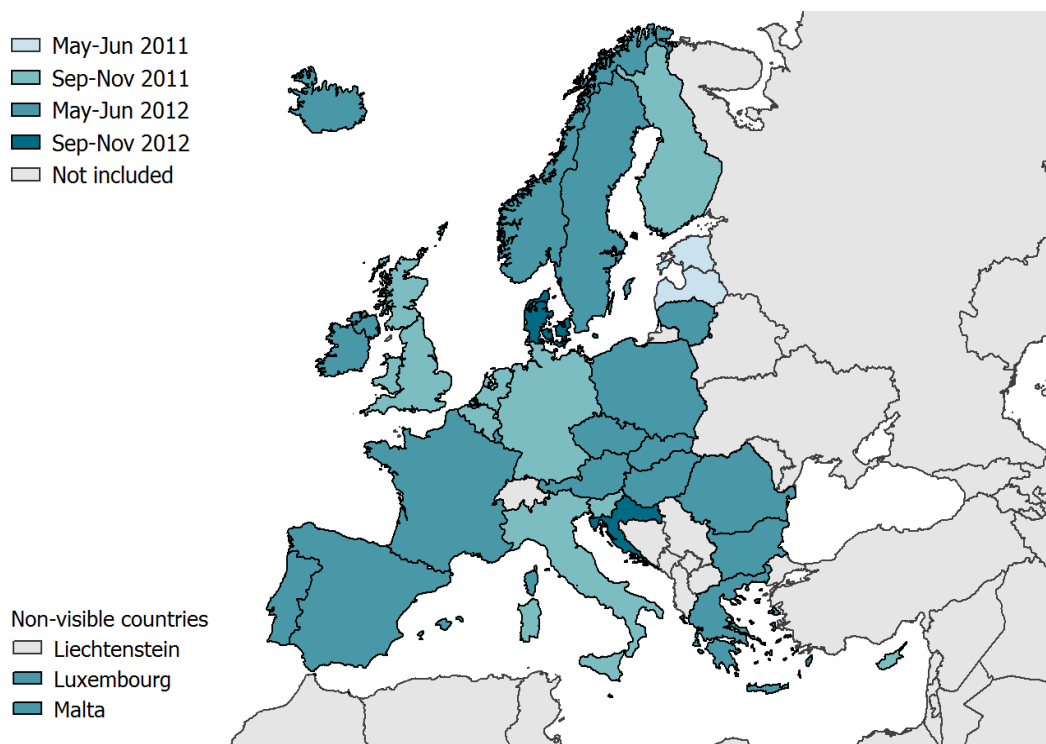 May-Jun 2011
Sep-Nov 2011
May-Jun 2012
Sep-Nov 2012
Not included
Non-visible countries
Liechtenstein
Luxembourg
Malta